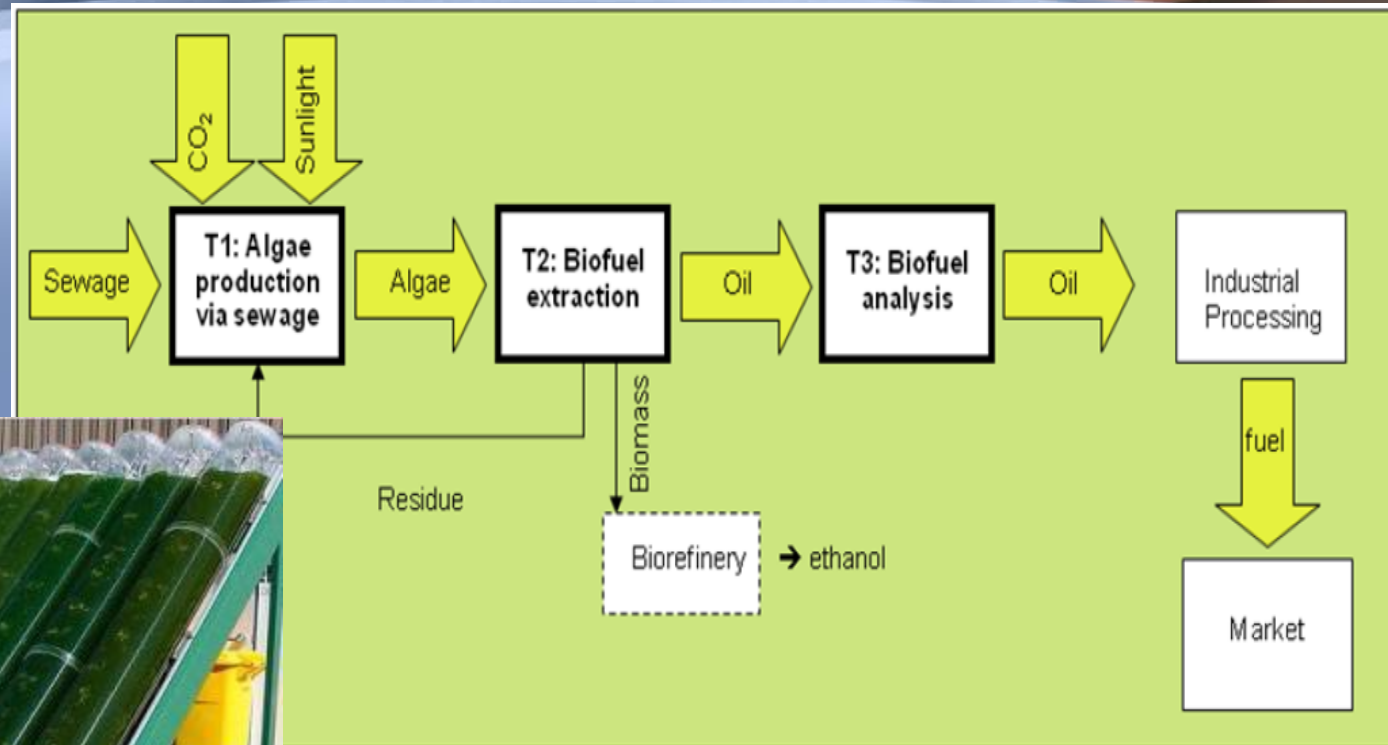 CO₂
Sunlight
Sewage
T1: Algae
production
via sewage
Algae
T2: Biofuel
extraction
Oil
T3: Biofuel
analysis
Oil
Industrial
Processing
Biomass
fuel
Residue
Biorefinery
➔ ethanol
Market